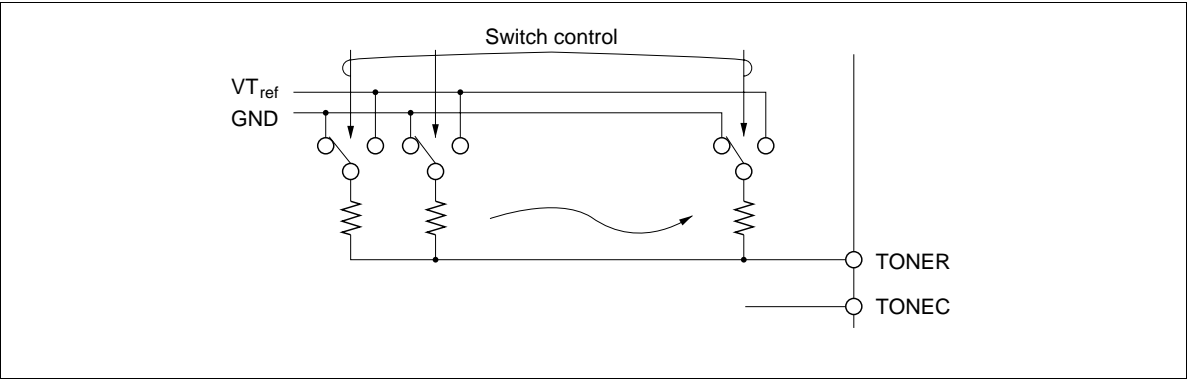 Switch control
VTref
GND
TONER
TONEC